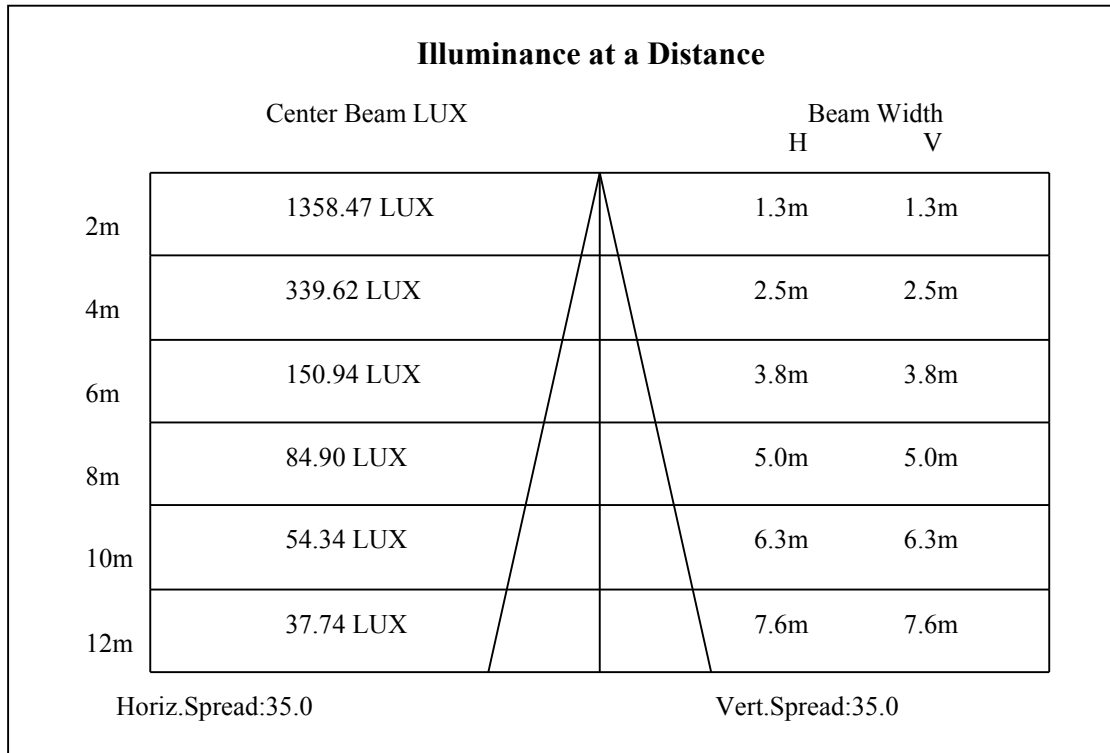 Illuminance at a Distance
Center Beam LUX Beam Width
H V
1358.47 LUX 1.3m 1.3m
2m
339.62 LUX 2.5m 2.5m
4m
150.94 LUX 3.8m 3.8m
6m
84.90 LUX 5.0m 5.0m
8m
54.34 LUX 6.3m 6.3m
10m
37.74 LUX 7.6m 7.6m
12m
Horiz.Spread:35.0 Vert.Spread:35.0